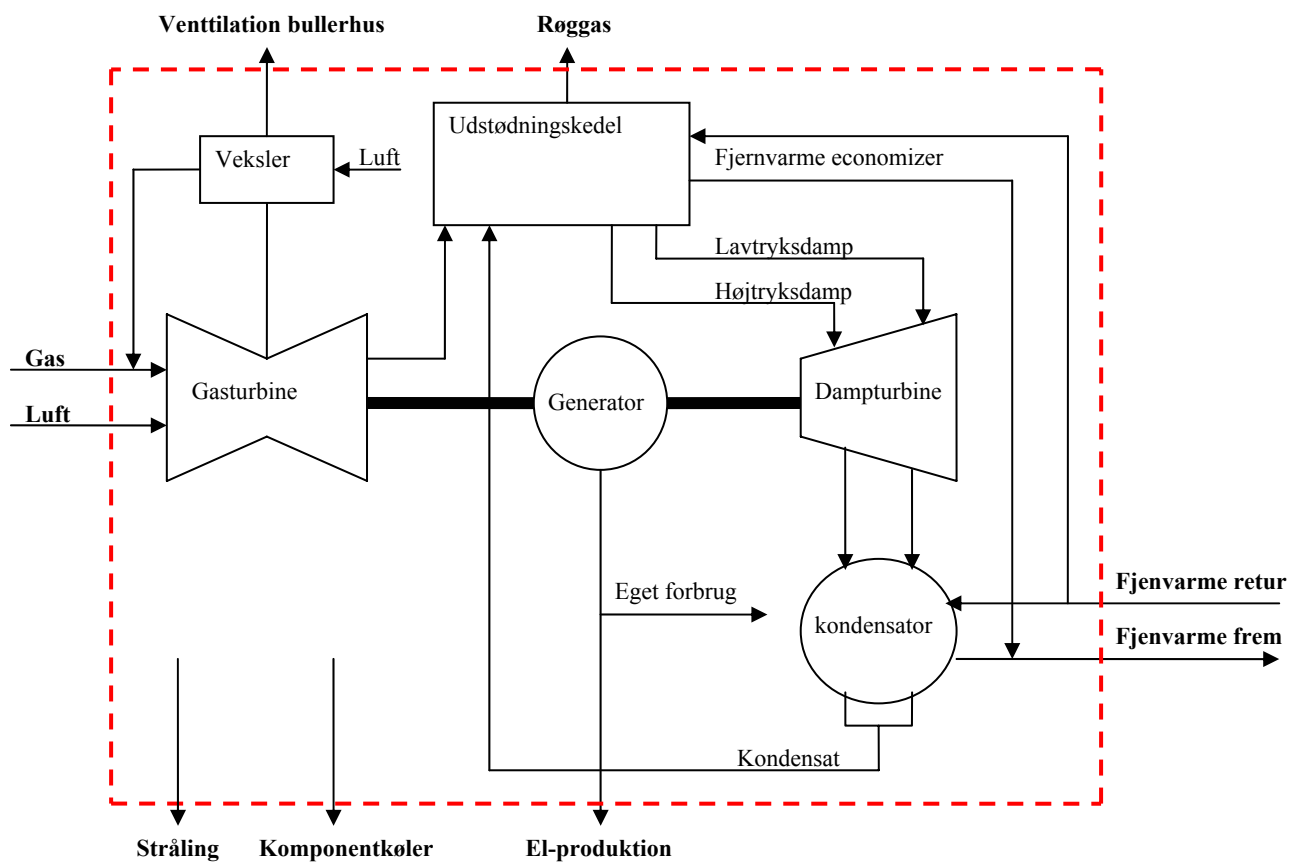 Venttilation bullerhus
Røggas
Udstødningskedel
Veksler
Luft
Fjernvarme economizer
Lavtryksdamp
Højtryksdamp
Gas
Gasturbine
Generator
Dampturbine
Luft
Fjenvarme retur
Eget forbrug
kondensator
Fjenvarme frem
Kondensat
Stråling
Komponentkøler
El-produktion